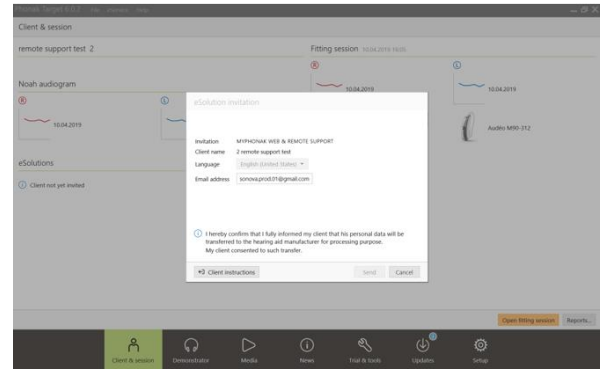 Phonak Target 6.0.2
Client & session
remote support test 2
Fitting session 10.04.2019
R
L
10.04.2019
10.04.2019
Noah audiogram
R
L
10.04.2019
Audéo M90-312
eSolutions
Client not yet invited
eSolution invitation
Invitation MYPHONAK WEB & REMOTE SUPPORT
Client name 2 remote support test
Language English (United States)
Email address sonova.prod.01@gmail.com
I hereby confirm that I fully informed my client that his personal data will be
transferred to the hearing aid manufacturer for processing purpose.
My client consented to such transfer.
Client instructions
Send Cancel
Open fitting session Reports...
Client & session Demonstrator Media News Trial & tools Updates Setup